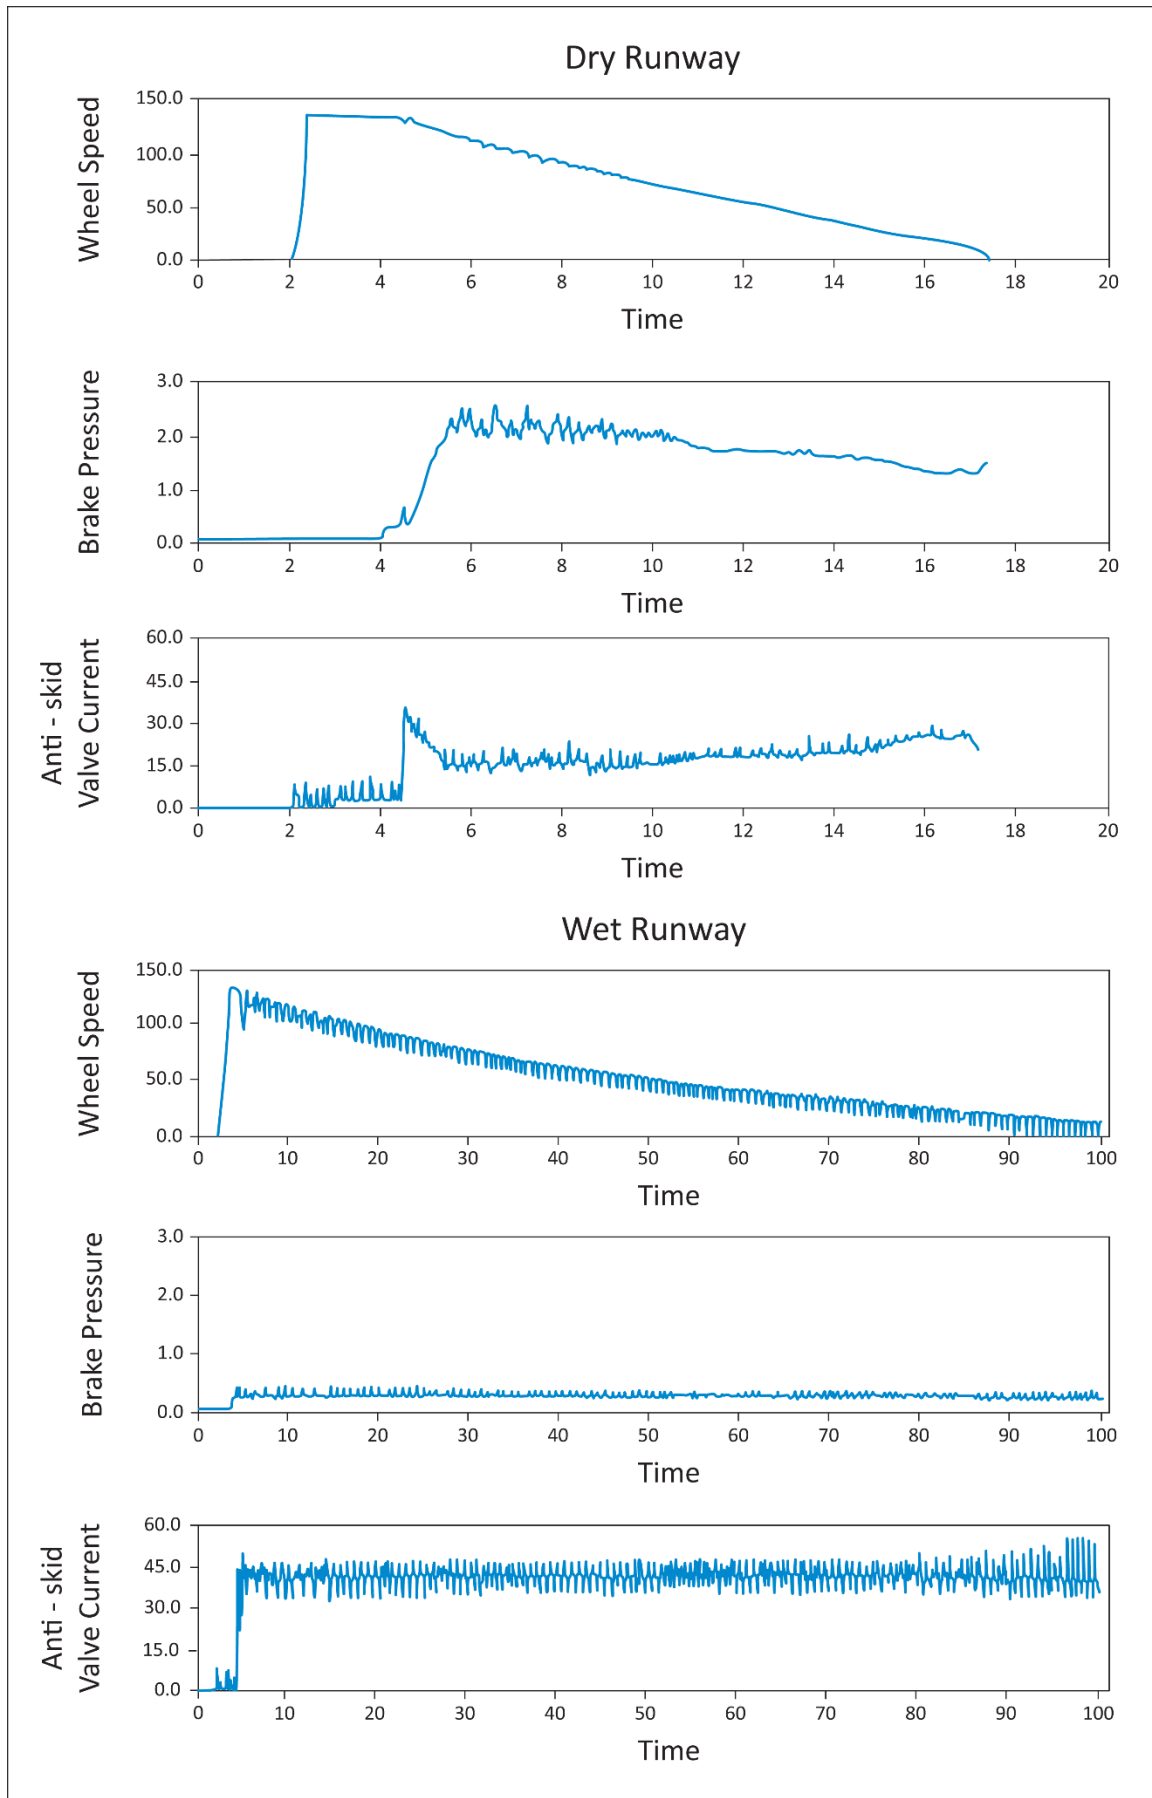 Dry Runway
Wheel Speed
150.0
100.0
50.0
0.0
0 2 4 6 8 10 12 14 16 18 20
Time
Brake Pressure
3.0
2.0
1.0
0.0
0 2 4 6 8 10 12 14 16 18 20
Time
Anti - skid
Valve Current
60.0
45.0
30.0
15.0
0.0
0 2 4 6 8 10 12 14 16 18 20
Time
Wet Runway
Wheel Speed
150.0
100.0
50.0
0.0
0 10 20 30 40 50 60 70 80 90 100
Time
Brake Pressure
3.0
2.0
1.0
0.0
0 10 20 30 40 50 60 70 80 90 100
Time
Anti - skid
Valve Current
60.0
45.0
30.0
15.0
0.0
0 10 20 30 40 50 60 70 80 90 100
Time